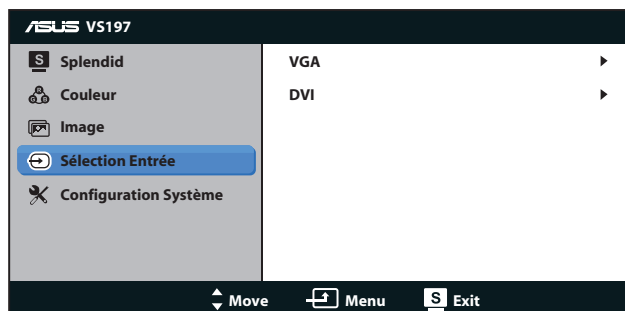 ASUS VS197
S Splendid
Couleur
Image
Sélection Entrée
Configuration Système
VGA
DVI
Move Menu S Exit